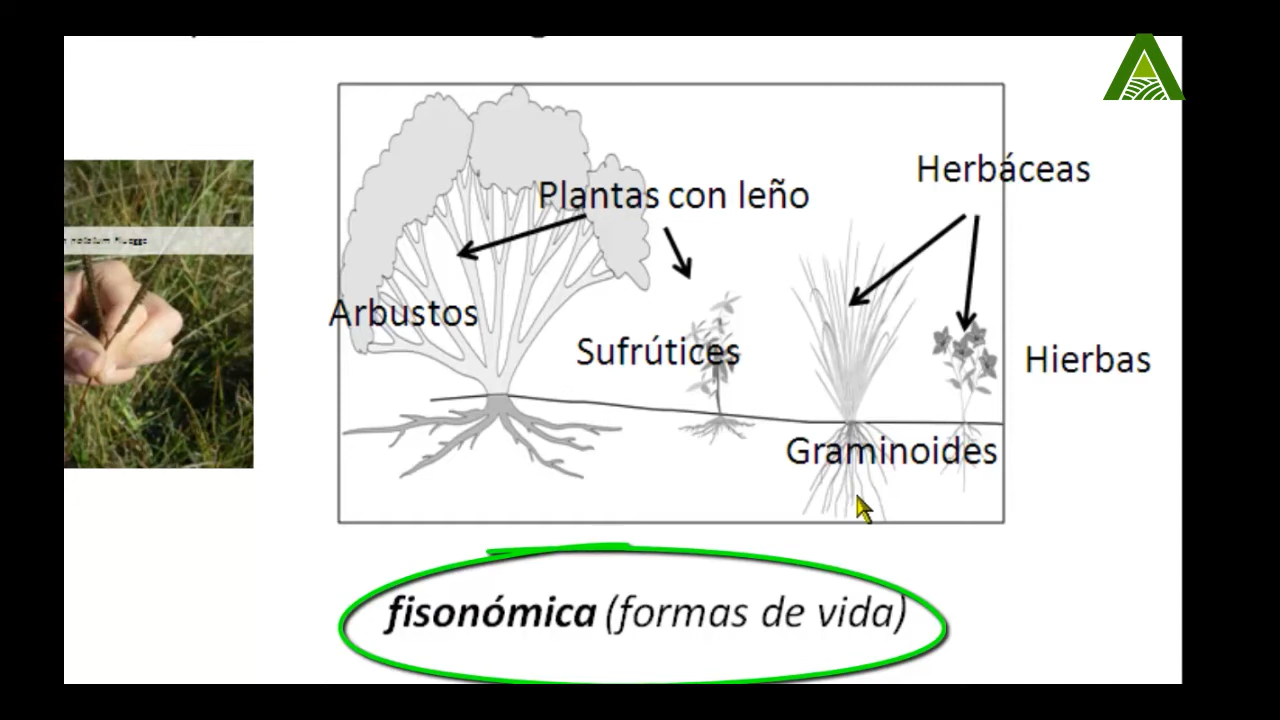 Plantas con leño
Herbáceas
Arbustos
Sufrútices
Hierbas
Graminoides
fisonómica (formas de vida)